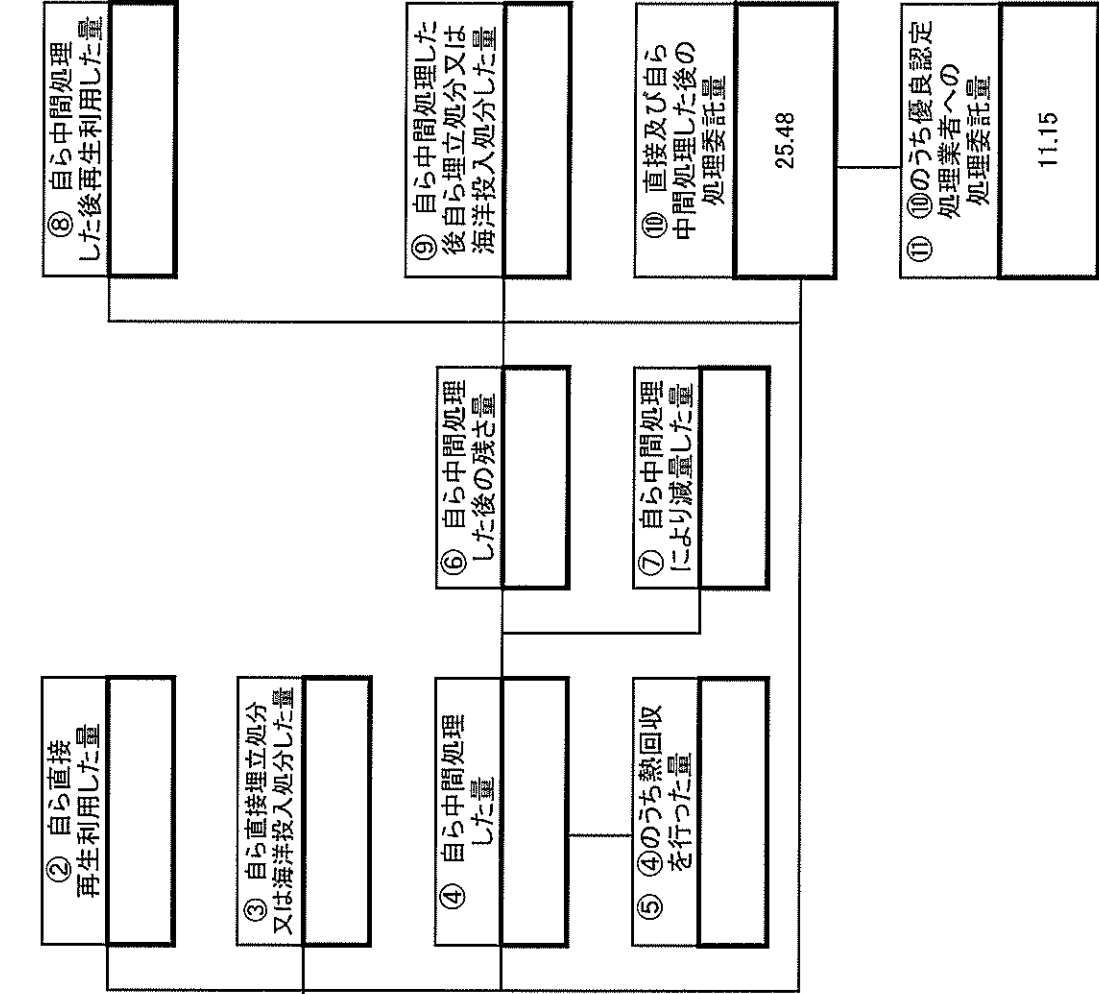 ② 自ら直接
再生利用した量
③ 自ら直接埋立処分
又は海洋投入処分した量
④ 自ら中間処理
した量
⑤ ④のうち熱回収
を行った量
⑥ 自ら中間処理
した後の残さ量
⑦ 自ら中間処理
により減量した量
⑧ 自ら中間処理
した後再生利用した量
⑨ 自ら中間処理した
後自ら埋立処分又は
海洋投入処分した量
⑩ 直接及び自ら
中間処理した後の
処理委託量
25.48
⑪ ⑩のうち優良認定
処理業者への
処理委託量
11.15